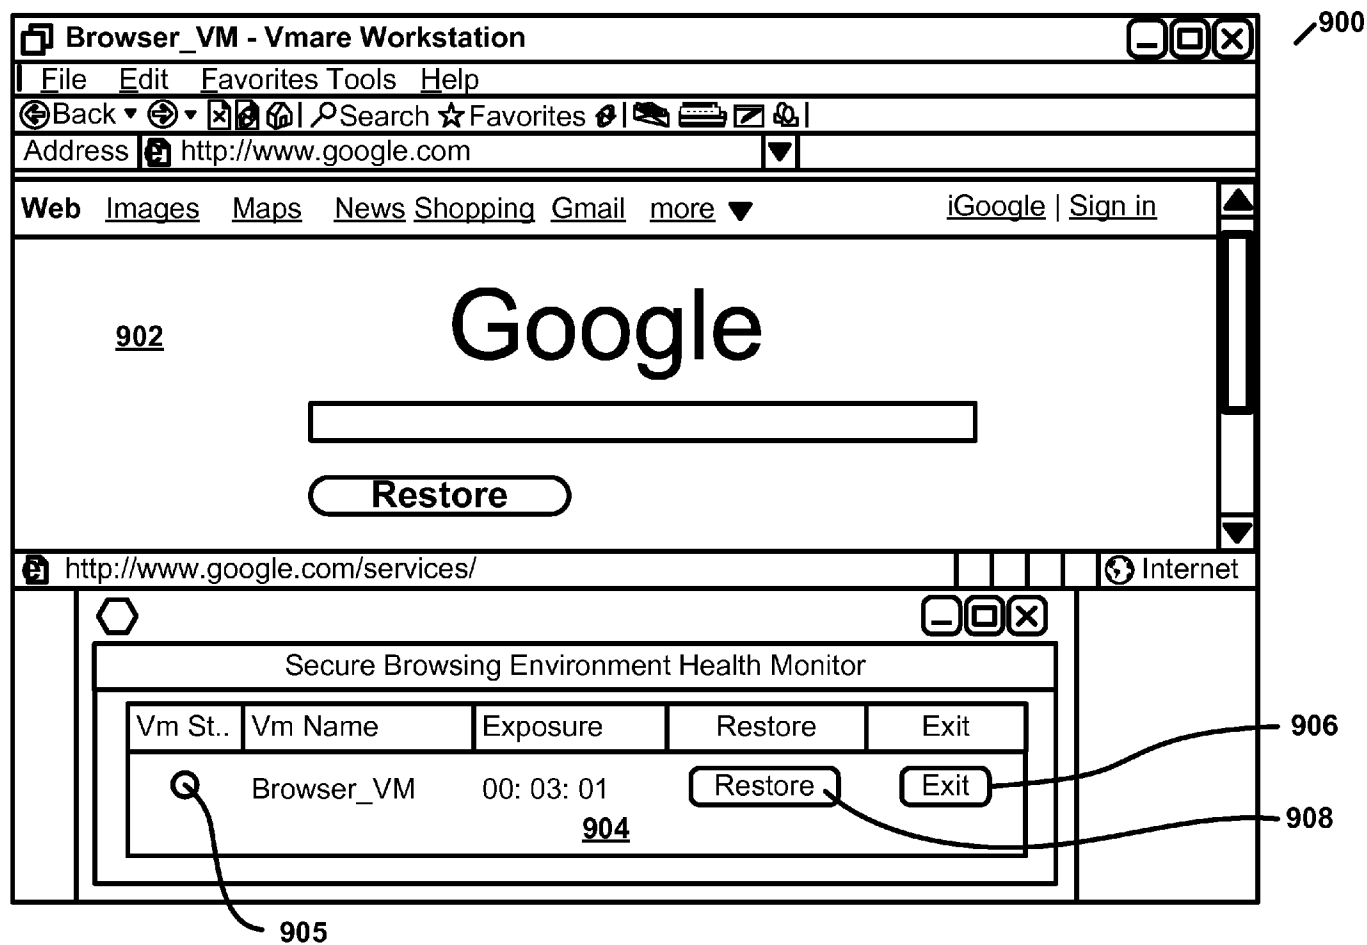 900
Browser_VM - Vmare Workstation
File Edit Favorites Tools Help
Back Search Favorites
Address http://www.google.com
Web Images Maps News Shopping Gmail more iGoogle | Sign in
902
Google
Restore
http://www.google.com/services/ Internet
Secure Browsing Environment Health Monitor
Vm St.. Vm Name Exposure Restore Exit
906
Browser_VM 00: 03: 01 Restore Exit
904
908
905